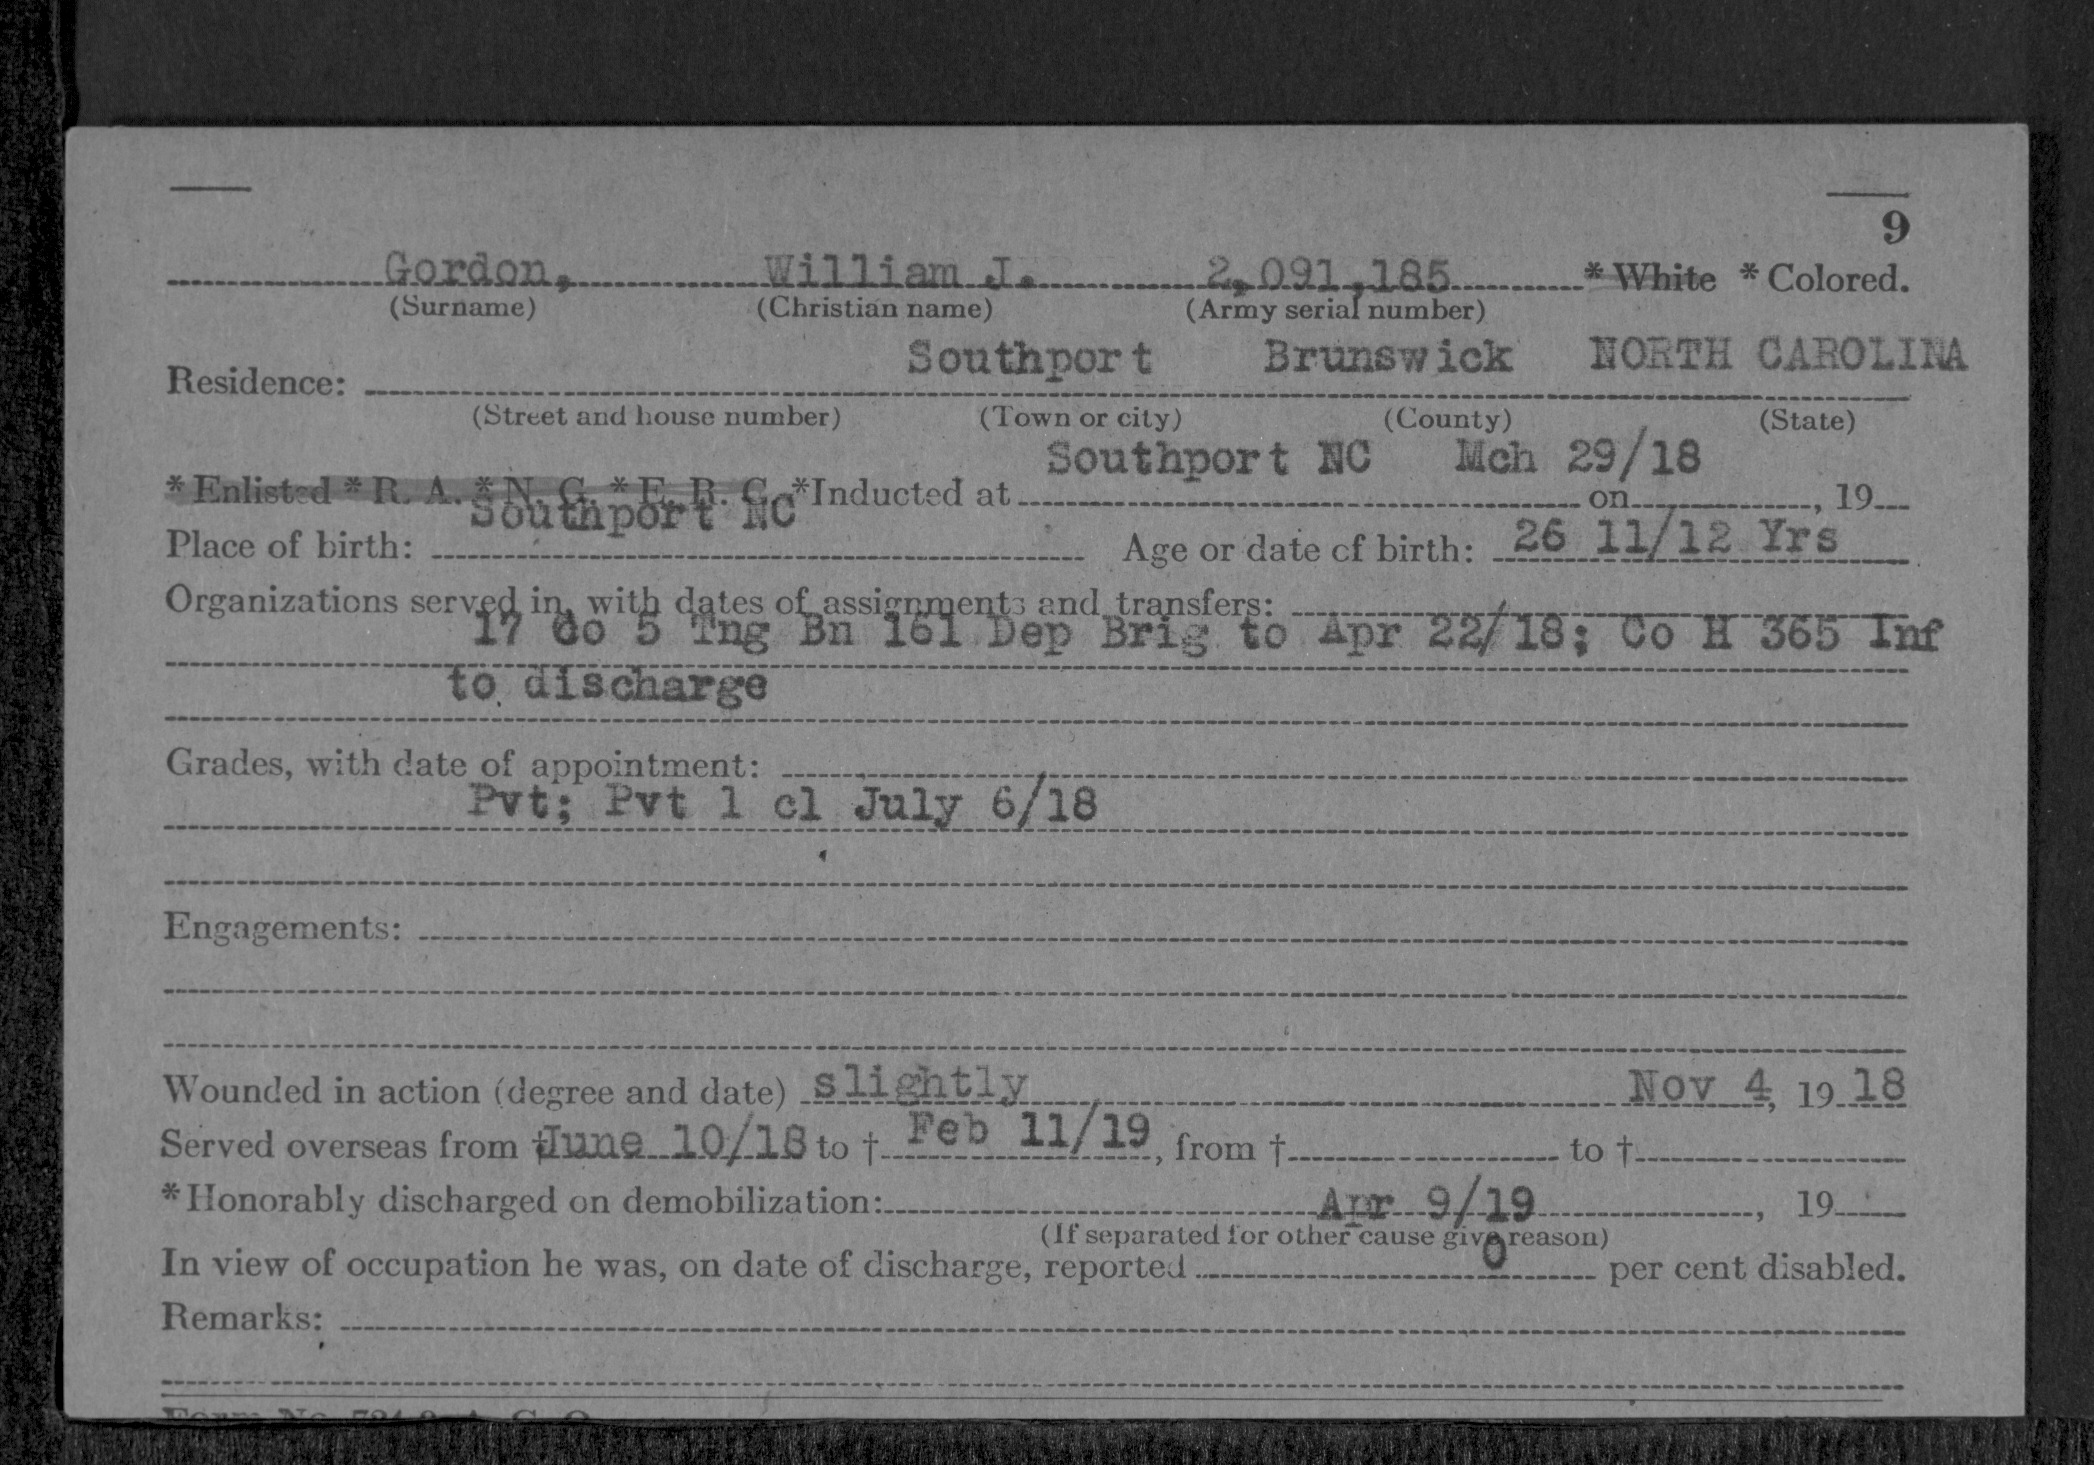 9
Gordon, William J. 2,091,185 * White * Colored.
(Surname) (Christian name) (Army serial number)
Southport Brunswick NORTH CAROLINA
Residence:
(Street and house number) (Town or city) (County) (State)
Southport NC Mch 29/18
* Enlisted * R. A. * N. G. * E. R. C. *Inducted at on , 19
Southport NC
Place of birth: Age or date of birth: 26 11/12 Yrs
Organizations served in, with dates of assignments and transfers:
17 Co 5 Tng Bn 161 Dep Brig to Apr 22/18; Co H 365 Inf
to discharge
Grades, with date of appointment:
Pvt; Pvt 1 cl July 6/18
Engagements:
Wounded in action (degree and date) slightly Nov 4, 19 18
Served overseas from † June 10/18 to † Feb 11/19, from † to †
*Honorably discharged on demobilization: Apr 9/19 , 19
(If separated for other cause give reason)
In view of occupation he was, on date of discharge, reported 0 per cent disabled.
Remarks: